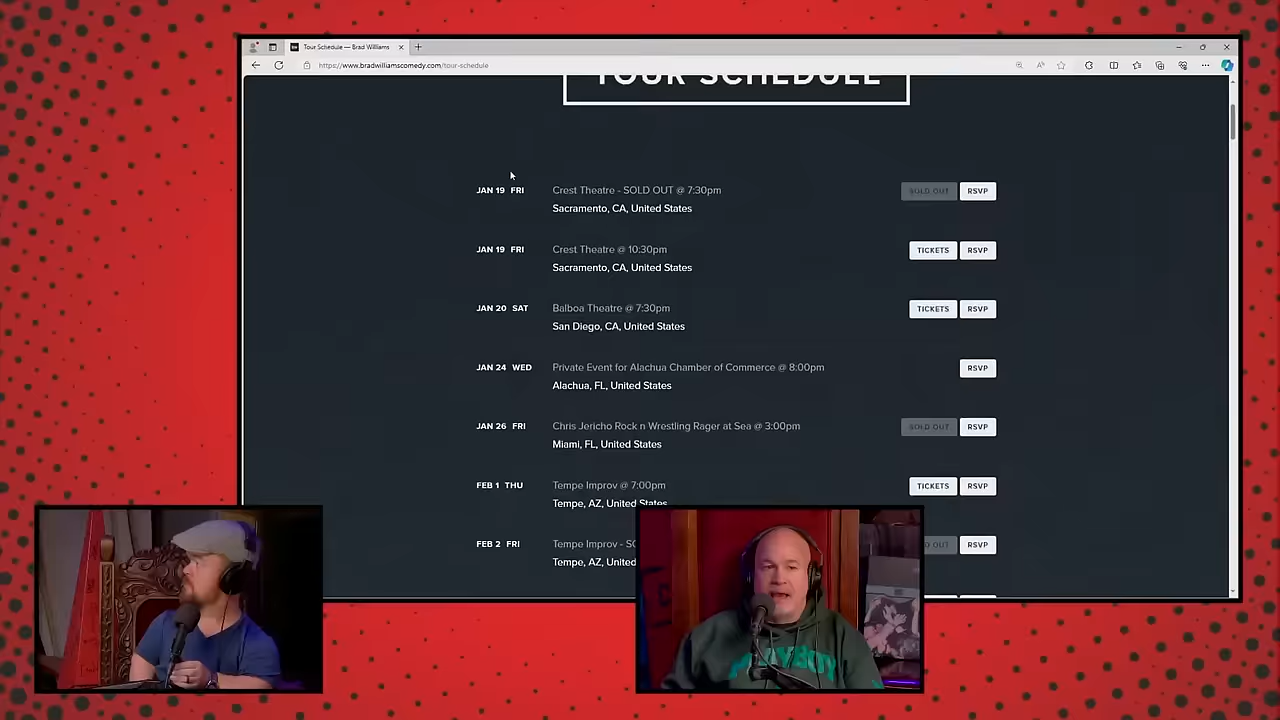 Tour Schedule — Brad Williams
https://www.bradwilliamscomedy.com/tour-schedule
TOUR SCHEDULE
JAN 19 FRI
Crest Theatre - SOLD OUT @ 7:30pm
Sacramento, CA, United States
SOLD OUT
RSVP
JAN 19 FRI
Crest Theatre @ 10:30pm
Sacramento, CA, United States
TICKETS
RSVP
JAN 20 SAT
Balboa Theatre @ 7:30pm
San Diego, CA, United States
TICKETS
RSVP
JAN 24 WED
Private Event for Alachua Chamber of Commerce @ 8:00pm
Alachua, FL, United States
RSVP
JAN 26 FRI
Chris Jericho Rock n Wrestling Rager at Sea @ 3:00pm
Miami, FL, United States
SOLD OUT
RSVP
FEB 1 THU
Tempe Improv @ 7:00pm
Tempe, AZ, United States
TICKETS
RSVP
FEB 2 FRI
Tempe Improv - SO
Tempe, AZ, United
D OUT
RSVP